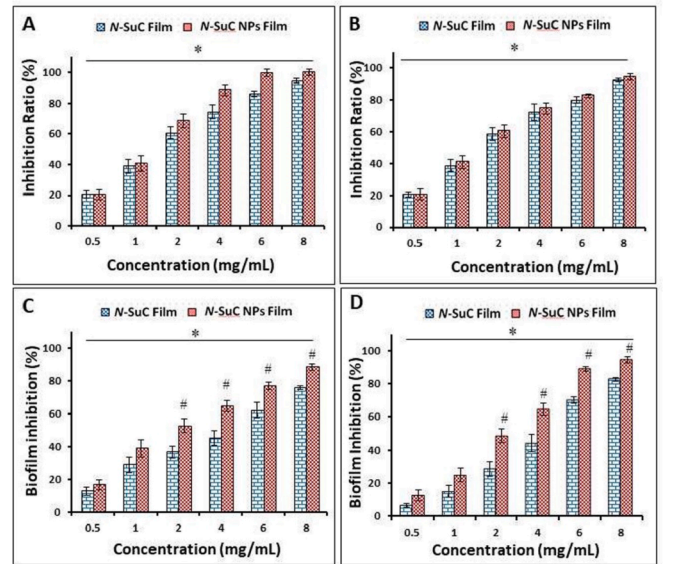 A
N-SuC Film N-SuC NPs Film
*
Inhibition Ratio (%)
100
80
60
40
20
0
0.5 1 2 4 6 8
Concentration (mg/mL)
B
N-SuC Film N-SuC NPs Film
*
Inhibition Ratio (%)
100
80
60
40
20
0
0.5 1 2 4 6 8
Concentration (mg/mL)
C
N-SuC Film N-SuC NPs Film
*
# # # #
Biofilm inhibition (%)
100
80
60
40
20
0
0.5 1 2 4 6 8
Concentration (mg/mL)
D
N-SuC Film N-SuC NPs Film
*
# # # #
Biofilm Inhibition (%)
100
80
60
40
20
0
0.5 1 2 4 6 8
Concentration (mg/mL)